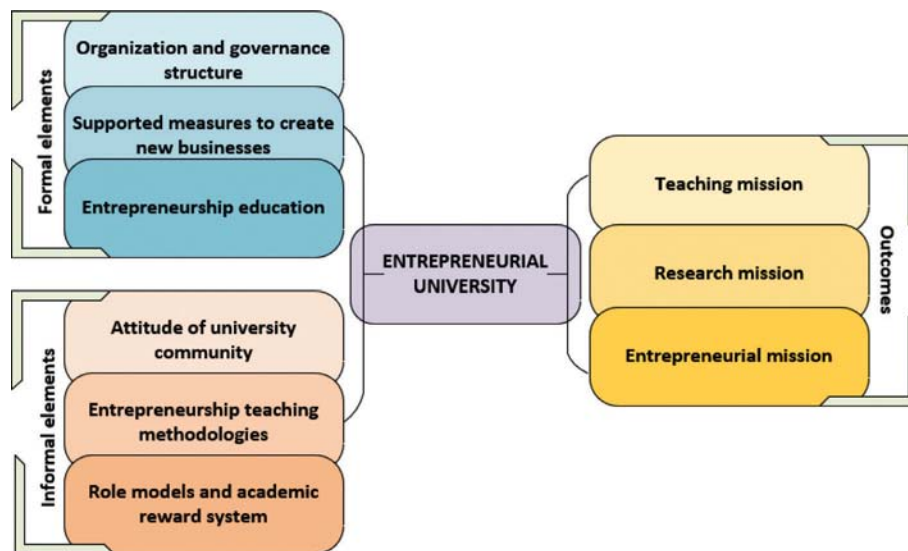 Formal elements
Organization and governance
structure
Supported measures to create
new businesses
Entrepreneurship education
Informal elements
Attitude of university
community
Entrepreneurship teaching
methodologies
Role models and academic
reward system
ENTREPRENEURIAL
UNIVERSITY
Teaching mission
Research mission
Entrepreneurial mission
Outcomes